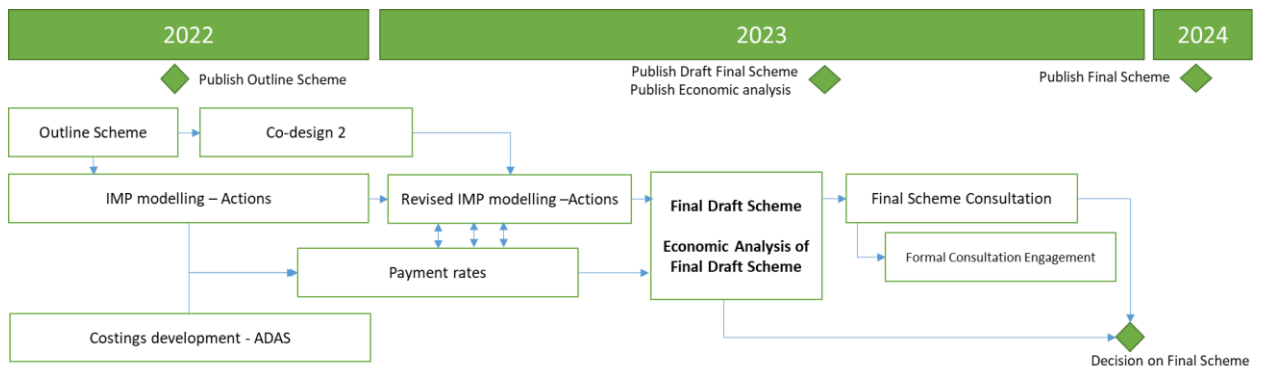 2022
2023
2024
Publish Outline Scheme
Publish Draft Final Scheme
Publish Economic analysis
Publish Final Scheme
Outline Scheme
Co-design 2
IMP modelling – Actions
Revised IMP modelling –Actions
Final Draft Scheme
Economic Analysis of
Final Draft Scheme
Final Scheme Consultation
Formal Consultation Engagement
Payment rates
Costings development - ADAS
Decision on Final Scheme